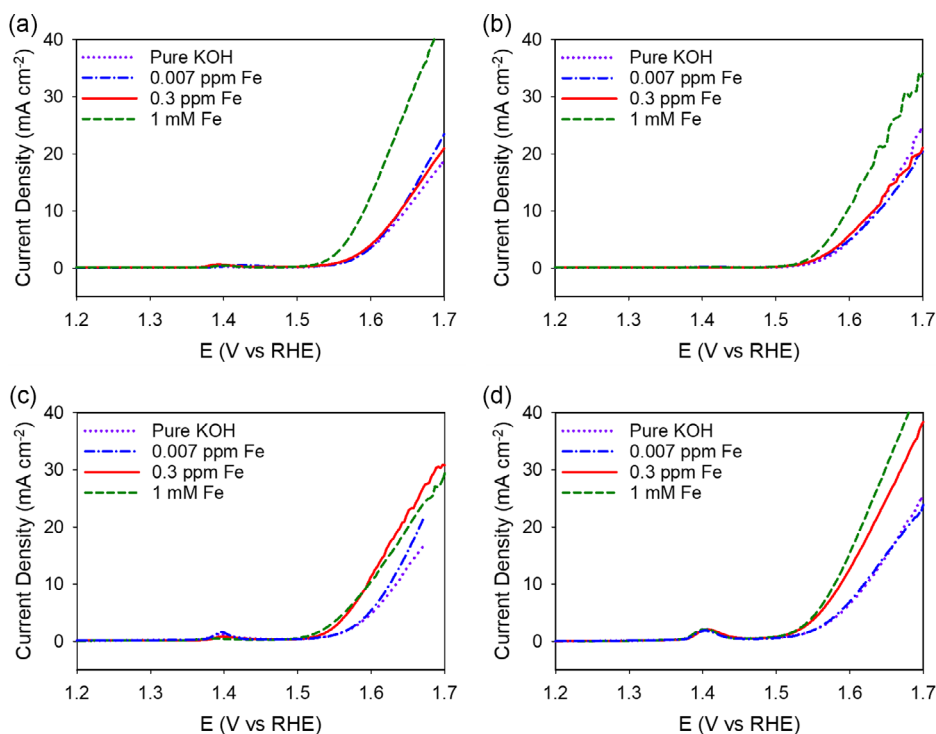 (a)
40
30
20
10
0
Current Density (mA cm-2)
Pure KOH
0.007 ppm Fe
0.3 ppm Fe
1 mM Fe
1.2 1.3 1.4 1.5 1.6 1.7
E (V vs RHE)
(b)
40
30
20
10
0
Current Density (mA cm-2)
Pure KOH
0.007 ppm Fe
0.3 ppm Fe
1 mM Fe
1.2 1.3 1.4 1.5 1.6 1.7
E (V vs RHE)
(c)
40
30
20
10
0
Current Density (mA cm-2)
Pure KOH
0.007 ppm Fe
0.3 ppm Fe
1 mM Fe
1.2 1.3 1.4 1.5 1.6 1.7
E (V vs RHE)
(d)
40
30
20
10
0
Current Density (mA cm-2)
Pure KOH
0.007 ppm Fe
0.3 ppm Fe
1 mM Fe
1.2 1.3 1.4 1.5 1.6 1.7
E (V vs RHE)